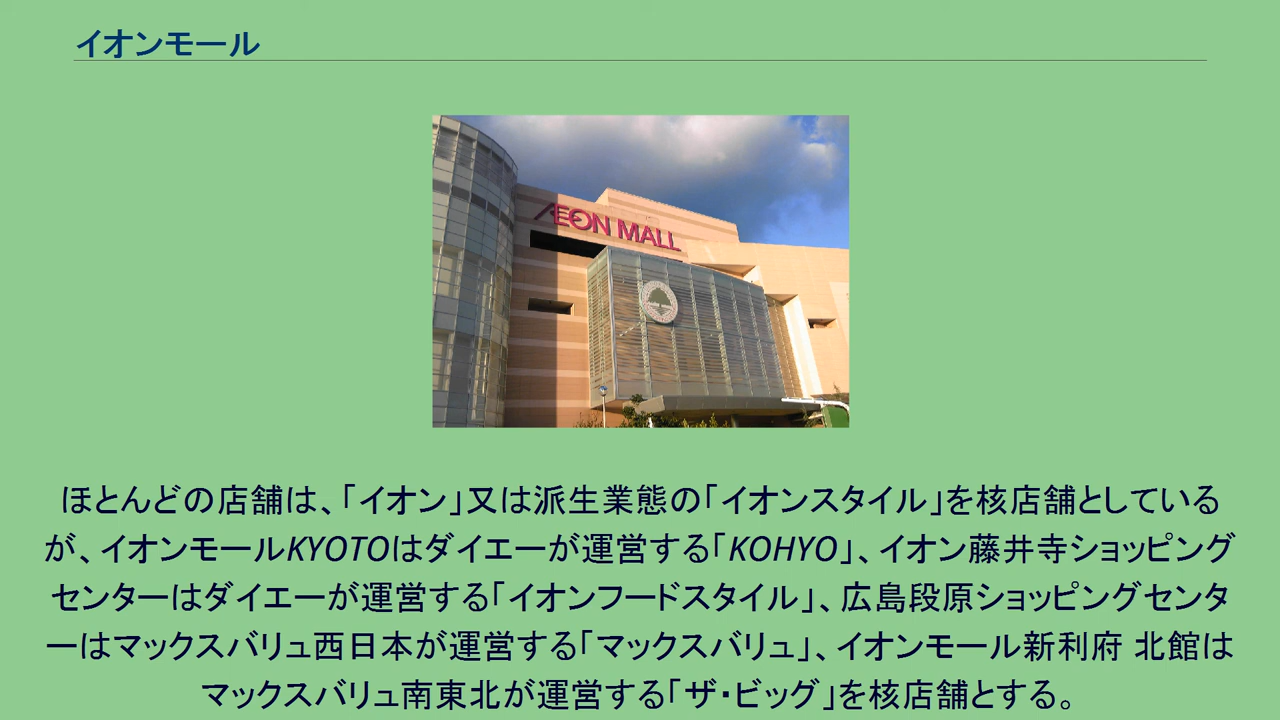 イオンモール
ÆON MALL
ほとんどの店舗は、「イオン」又は派生業態の「イオンスタイル」を核店舗としている
が、イオンモールKYOTOはダイエーが運営する「KOHYO」、イオン藤井寺ショッピング
センターはダイエーが運営する「イオンフードスタイル」、広島段原ショッピングセンタ
ーはマックスバリュ西日本が運営する「マックスバリュ」、イオンモール新利府 北館は
マックスバリュ南東北が運営する「ザ・ビッグ」を核店舗とする。